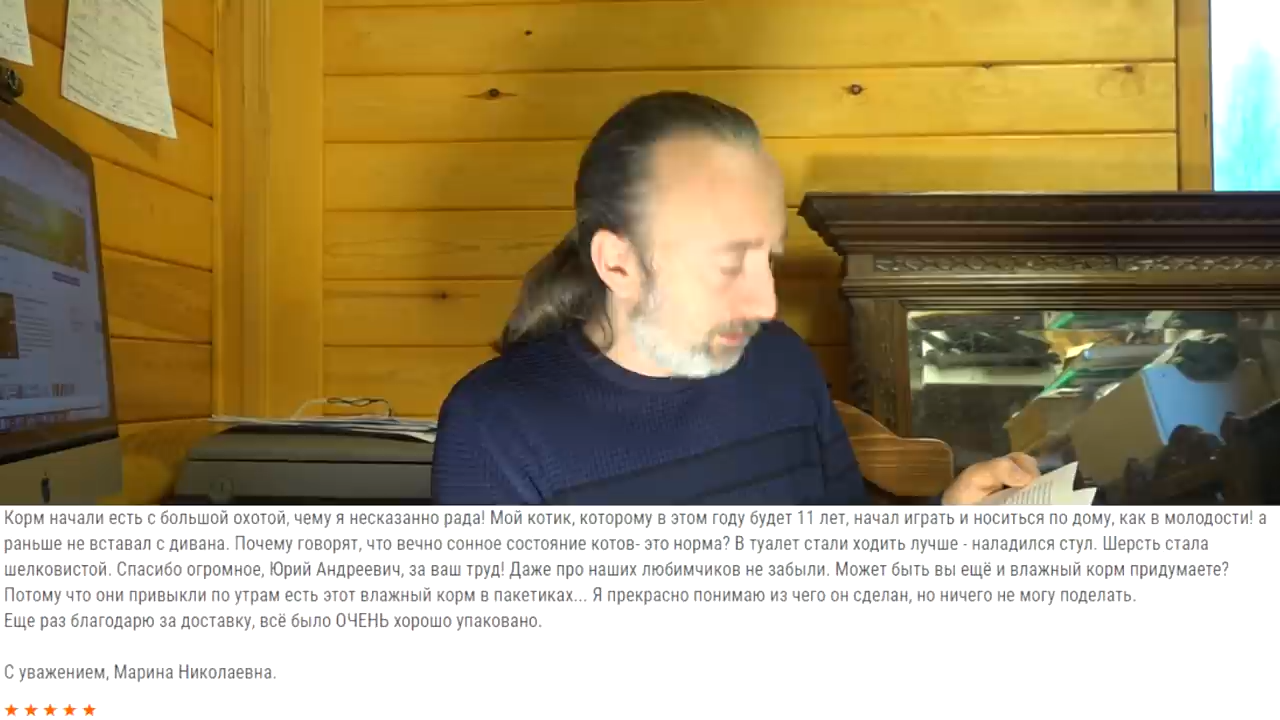 Корм начали есть с большой охотой, чему я несказанно рада! Мой котик, которому в этом году будет 11 лет, начал играть и носиться по дому, как в молодости! а
раньше не вставал с дивана. Почему говорят, что вечно сонное состояние котов- это норма? В туалет стали ходить лучше - наладился стул. Шерсть стала
шелковистой. Спасибо огромное, Юрий Андреевич, за ваш труд! Даже про наших любимчиков не забыли. Может быть вы ещё и влажный корм придумаете?
Потому что они привыкли по утрам есть этот влажный корм в пакетиках... Я прекрасно понимаю из чего он сделан, но ничего не могу поделать.
Еще раз благодарю за доставку, всё было ОЧЕНЬ хорошо упаковано.
С уважением, Марина Николаевна.